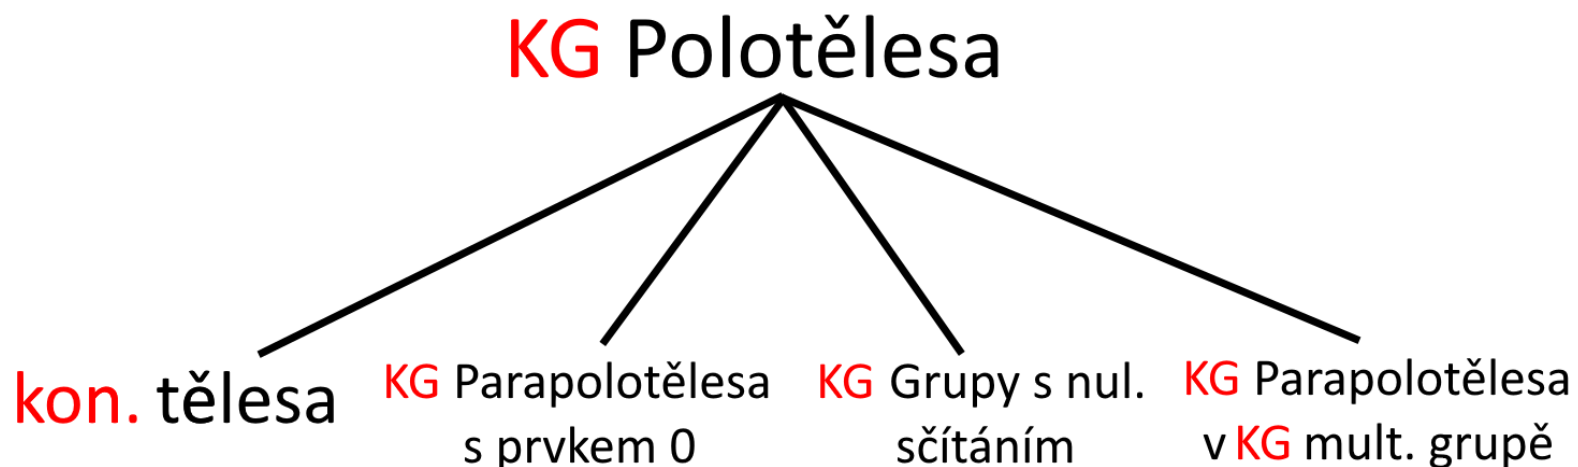 KG Polotělesa
kon. tělesa
KG Parapolotělesa
s prvkem 0
KG Grupy s nul.
sčítáním
KG Parapolotělesa
v KG mult. grupě